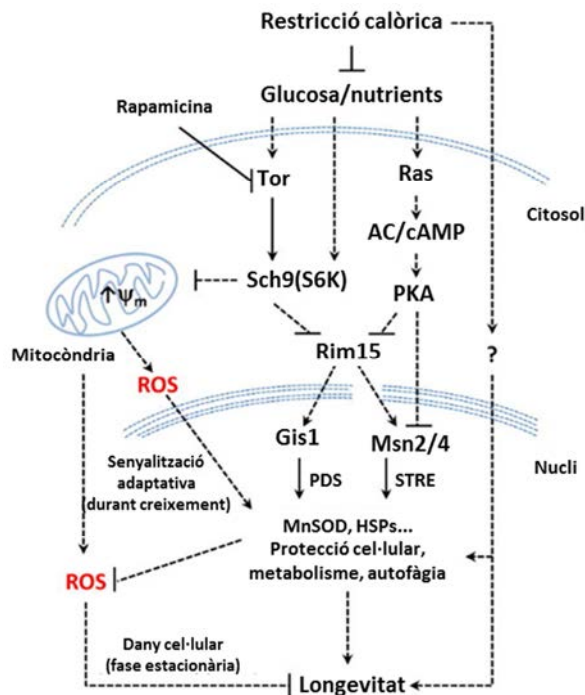 Restricció calòrica
Glucosa/nutrients
Rapamicina
Tor
Ras
Citosol
AC/cAMP
Sch9(S6K)
↑Ψm
PKA
Mitocòndria
Rim15
?
ROS
Gis1
Msn2/4
Nucli
Senyalització
adaptativa
(durant creixement)
PDS
STRE
MnSOD, HSPs...
Protecció cel·lular,
metabolisme, autofàgia
ROS
Dany cel·lular
(fase estacionària)
Longevitat